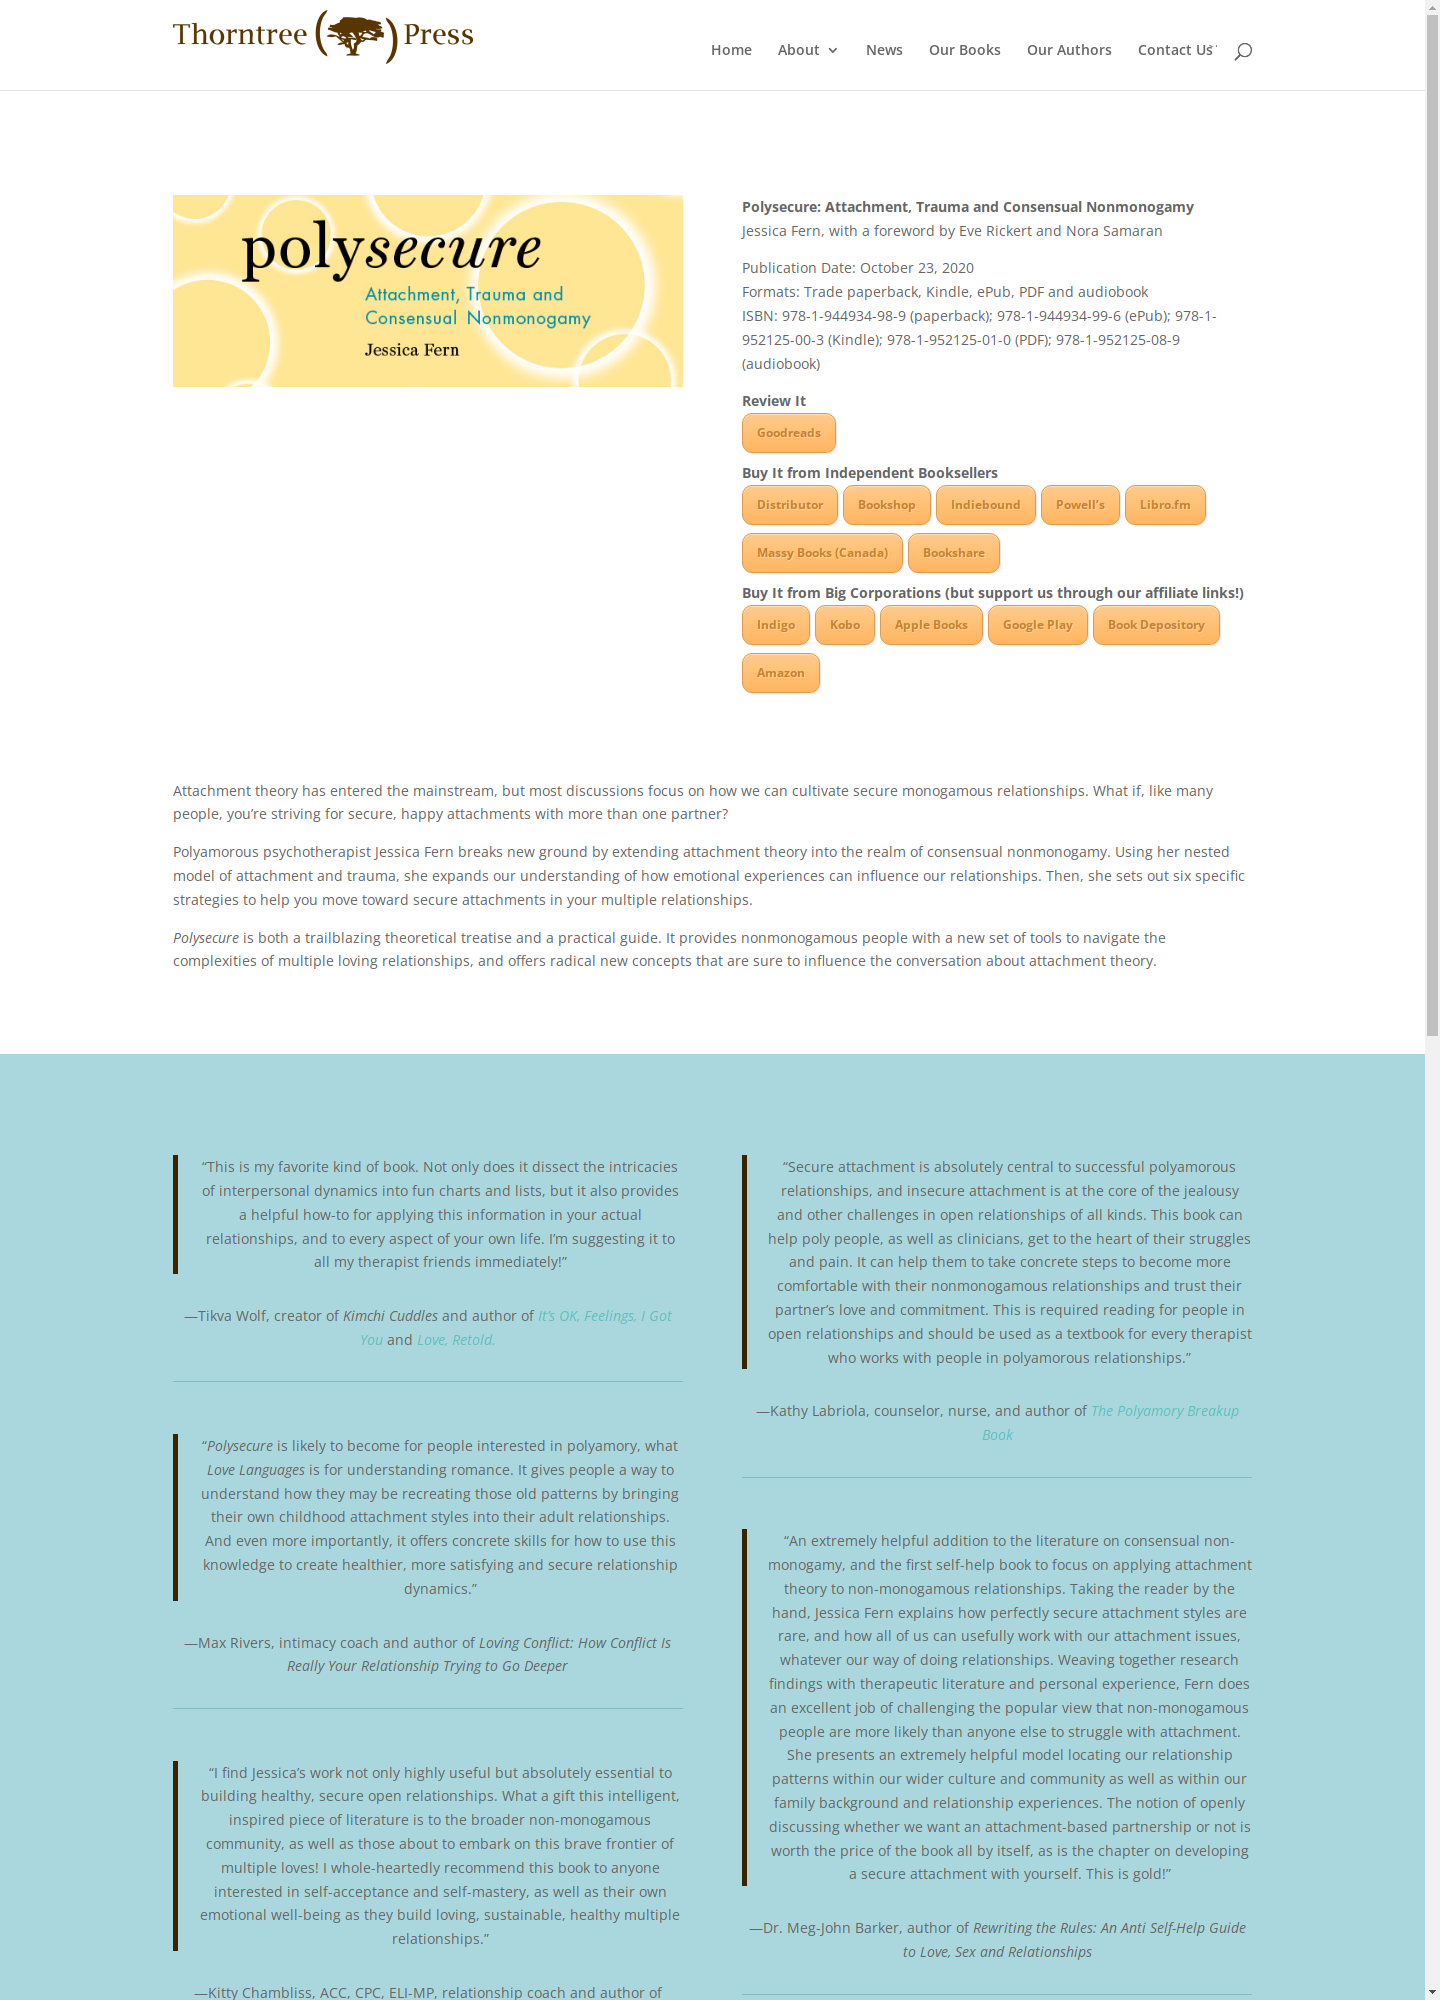 Thorntree Press
Home
About
News
Our Books
Our Authors
Contact Us
polysecure
Attachment, Trauma and
Consensual Nonmonogamy
Jessica Fern
Polysecure: Attachment, Trauma and Consensual Nonmonogamy
Jessica Fern, with a foreword by Eve Rickert and Nora Samaran
Publication Date: October 23, 2020
Formats: Trade paperback, Kindle, ePub, PDF and audiobook
ISBN: 978-1-944934-98-9 (paperback); 978-1-944934-99-6 (ePub); 978-1-
952125-00-3 (Kindle); 978-1-952125-01-0 (PDF); 978-1-952125-08-9
(audiobook)
Review It
Goodreads
Buy It from Independent Booksellers
Distributor
Bookshop
Indiebound
Powell’s
Libro.fm
Massy Books (Canada)
Bookshare
Buy It from Big Corporations (but support us through our affiliate links!)
Indigo
Kobo
Apple Books
Google Play
Book Depository
Amazon
Attachment theory has entered the mainstream, but most discussions focus on how we can cultivate secure monogamous relationships. What if, like many
people, you’re striving for secure, happy attachments with more than one partner?
Polyamorous psychotherapist Jessica Fern breaks new ground by extending attachment theory into the realm of consensual nonmonogamy. Using her nested
model of attachment and trauma, she expands our understanding of how emotional experiences can influence our relationships. Then, she sets out six specific
strategies to help you move toward secure attachments in your multiple relationships.
Polysecure is both a trailblazing theoretical treatise and a practical guide. It provides nonmonogamous people with a new set of tools to navigate the
complexities of multiple loving relationships, and offers radical new concepts that are sure to influence the conversation about attachment theory.
“This is my favorite kind of book. Not only does it dissect the intricacies
of interpersonal dynamics into fun charts and lists, but it also provides
a helpful how-to for applying this information in your actual
relationships, and to every aspect of your own life. I’m suggesting it to
all my therapist friends immediately!”
—Tikva Wolf, creator of Kimchi Cuddles and author of It’s OK, Feelings, I Got
You and Love, Retold.
“Polysecure is likely to become for people interested in polyamory, what
Love Languages is for understanding romance. It gives people a way to
understand how they may be recreating those old patterns by bringing
their own childhood attachment styles into their adult relationships.
And even more importantly, it offers concrete skills for how to use this
knowledge to create healthier, more satisfying and secure relationship
dynamics.”
—Max Rivers, intimacy coach and author of Loving Conflict: How Conflict Is
Really Your Relationship Trying to Go Deeper
“I find Jessica’s work not only highly useful but absolutely essential to
building healthy, secure open relationships. What a gift this intelligent,
inspired piece of literature is to the broader non-monogamous
community, as well as those about to embark on this brave frontier of
multiple loves! I whole-heartedly recommend this book to anyone
interested in self-acceptance and self-mastery, as well as their own
emotional well-being as they build loving, sustainable, healthy multiple
relationships.”
—Kitty Chambliss, ACC, CPC, ELI-MP, relationship coach and author of
“Secure attachment is absolutely central to successful polyamorous
relationships, and insecure attachment is at the core of the jealousy
and other challenges in open relationships of all kinds. This book can
help poly people, as well as clinicians, get to the heart of their struggles
and pain. It can help them to take concrete steps to become more
comfortable with their nonmonogamous relationships and trust their
partner’s love and commitment. This is required reading for people in
open relationships and should be used as a textbook for every therapist
who works with people in polyamorous relationships.”
—Kathy Labriola, counselor, nurse, and author of The Polyamory Breakup
Book
“An extremely helpful addition to the literature on consensual non-
monogamy, and the first self-help book to focus on applying attachment
theory to non-monogamous relationships. Taking the reader by the
hand, Jessica Fern explains how perfectly secure attachment styles are
rare, and how all of us can usefully work with our attachment issues,
whatever our way of doing relationships. Weaving together research
findings with therapeutic literature and personal experience, Fern does
an excellent job of challenging the popular view that non-monogamous
people are more likely than anyone else to struggle with attachment.
She presents an extremely helpful model locating our relationship
patterns within our wider culture and community as well as within our
family background and relationship experiences. The notion of openly
discussing whether we want an attachment-based partnership or not is
worth the price of the book all by itself, as is the chapter on developing
a secure attachment with yourself. This is gold!”
—Dr. Meg-John Barker, author of Rewriting the Rules: An Anti Self-Help Guide
to Love, Sex and Relationships